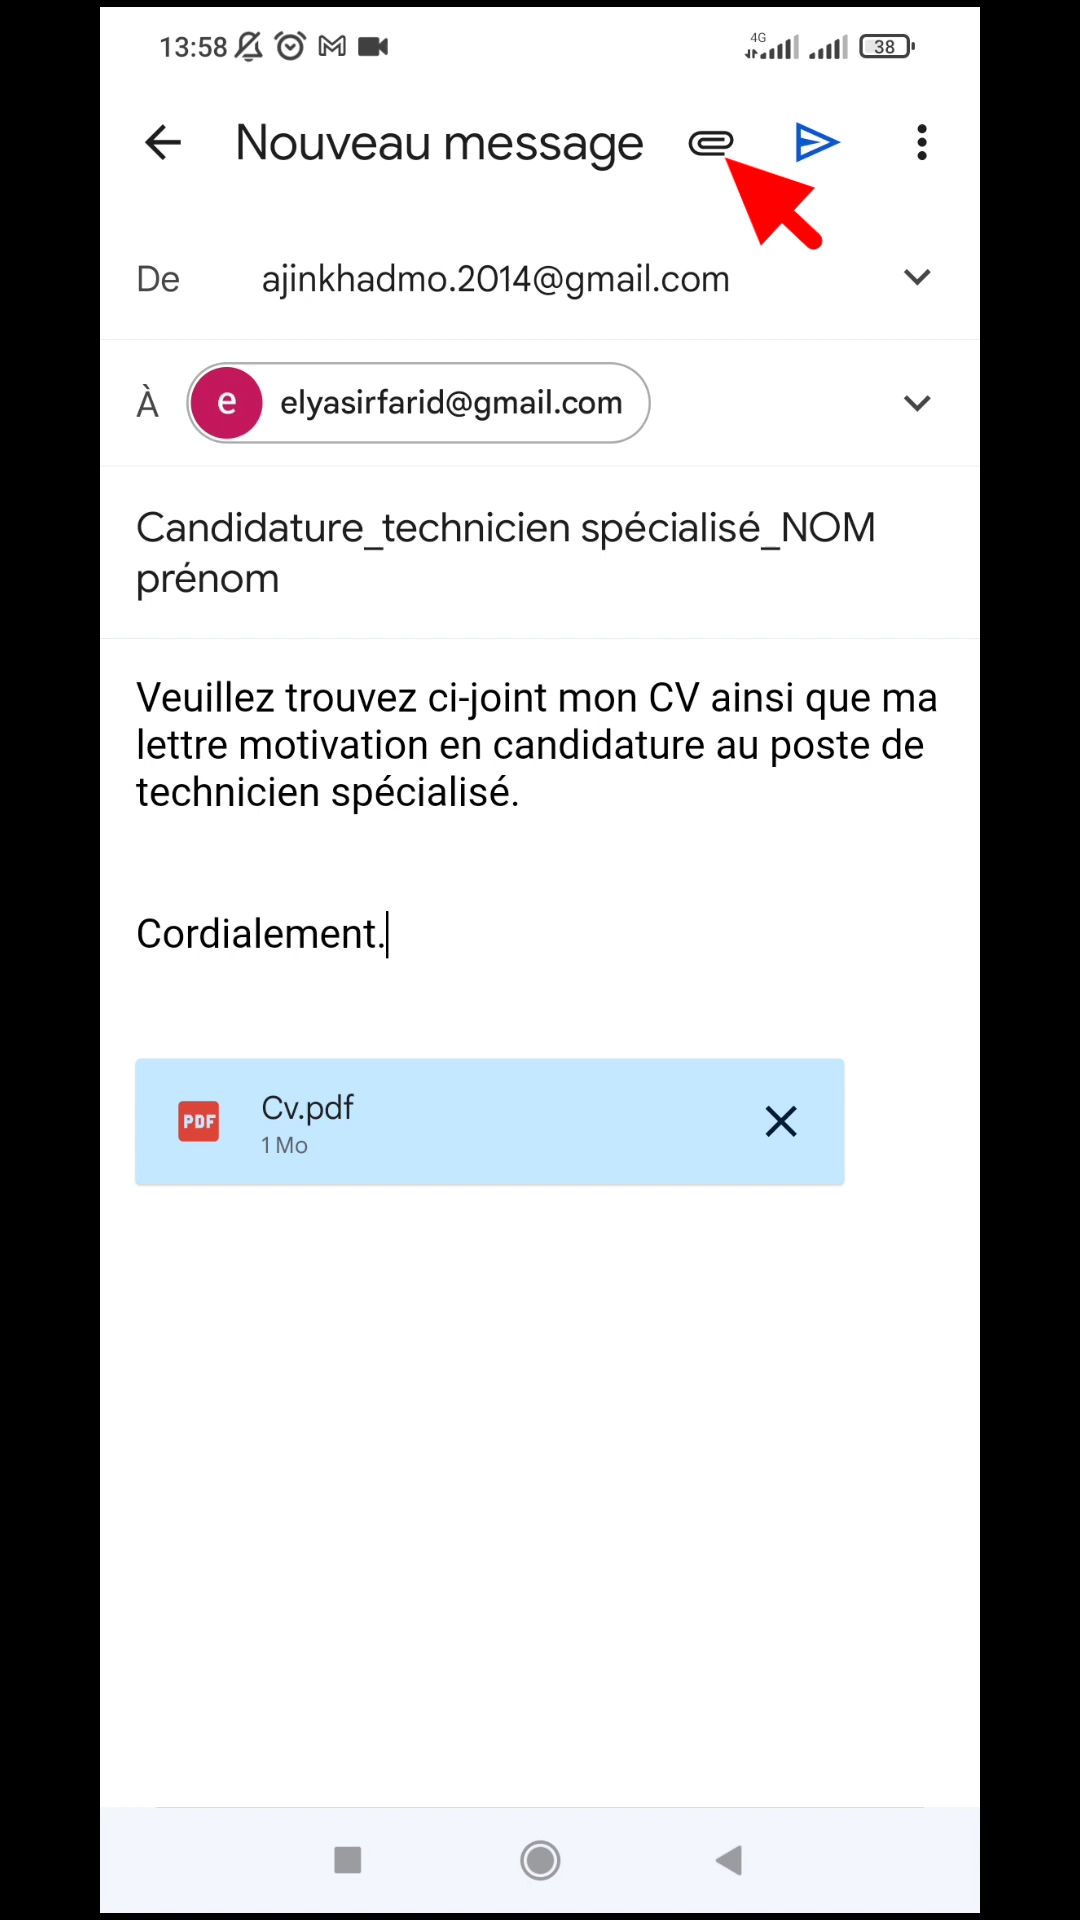 13:58 4G 38
Nouveau message
De ajinkhadmo.2014@gmail.com
À e elyasirfarid@gmail.com
Candidature_technicien spécialisé_NOM
prénom
Veuillez trouvez ci-joint mon CV ainsi que ma
lettre motivation en candidature au poste de
technicien spécialisé.
Cordialement.
PDF Cv.pdf
1 Mo